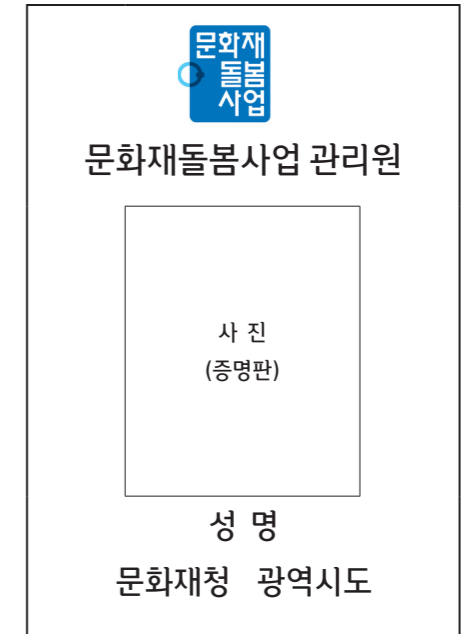 문화재
돌봄
사업
문화재돌봄사업 관리원
사 진
(증명판)
성 명
문화재청 광역시도